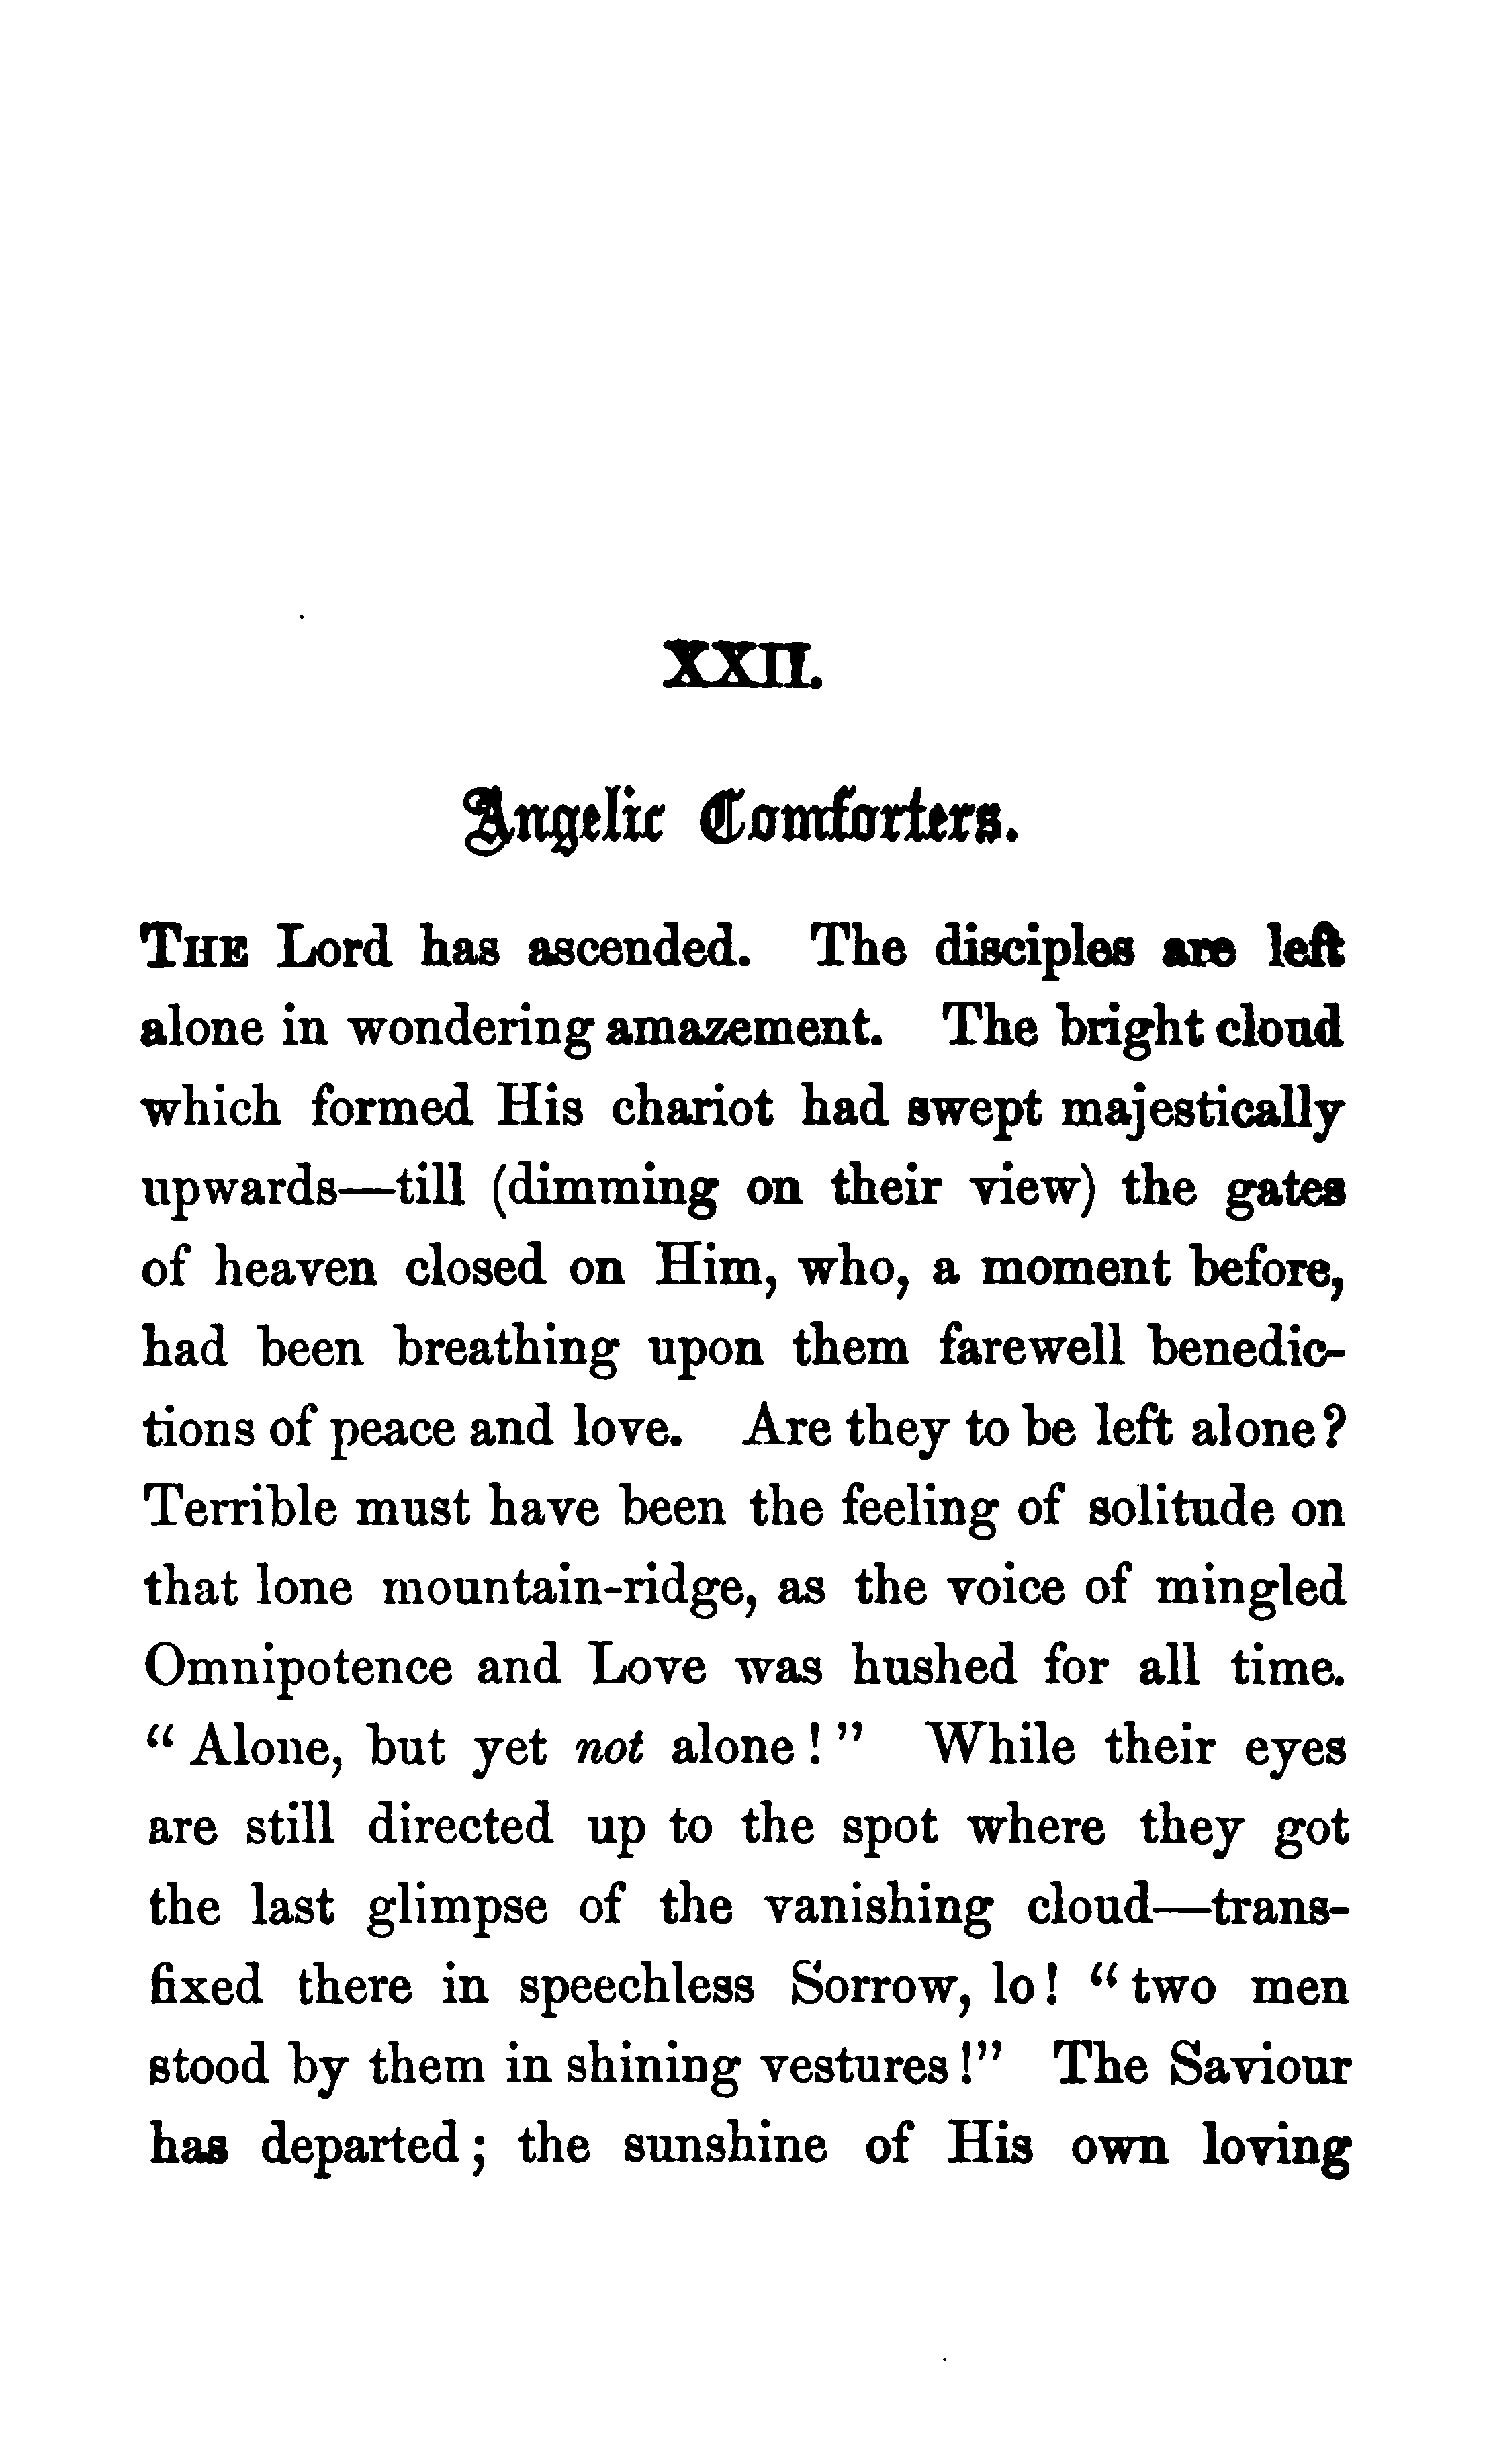 XXII.
Angelic Comforters.
THE Lord has ascended. The disciples are left
alone in wondering amazement. The bright cloud
which formed His chariot had swept majestically
upwards—till (dimming on their view) the gates
of heaven closed on Him, who, a moment before,
had been breathing upon them farewell benedic-
tions of peace and love. Are they to be left alone?
Terrible must have been the feeling of solitude on
that lone mountain-ridge, as the voice of mingled
Omnipotence and Love was hushed for all time.
“Alone, but yet not alone!” While their eyes
are still directed up to the spot where they got
the last glimpse of the vanishing cloud—trans-
fixed there in speechless Sorrow, lo! “two men
stood by them in shining vestures!” The Saviour
has departed; the sunshine of His own loving